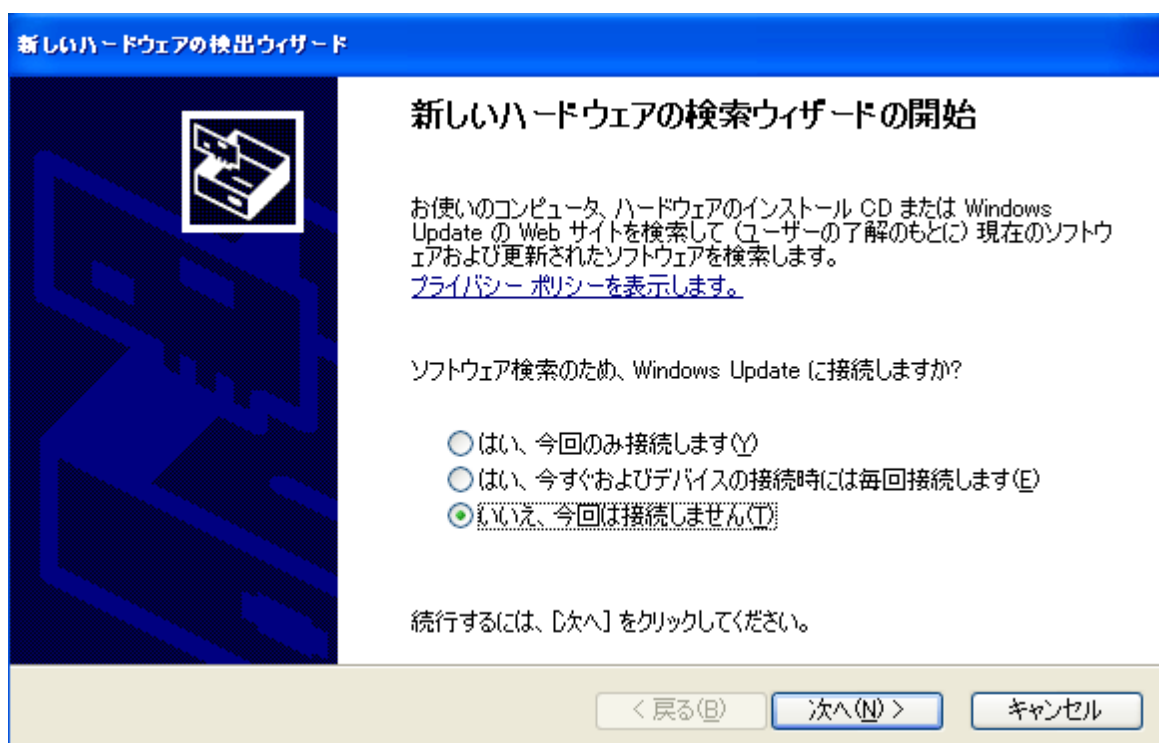 新しいハードウェアの検出ウィザード
新しいハードウェアの検索ウィザードの開始
お使いのコンピュータ、ハードウェアのインストール CD または Windows
Update の Web サイトを検索して (ユーザーの了解のもとに) 現在のソフトウ
ェアおよび更新されたソフトウェアを検索します。
プライバシー ポリシーを表示します。
ソフトウェア検索のため、Windows Update に接続しますか?
はい、今回のみ接続します(Y)
はい、今すぐおよびデバイスの接続時には毎回接続します(E)
いいえ、今回は接続しません(T)
続行するには、[次へ] をクリックしてください。
< 戻る(B) 次へ(N) > キャンセル